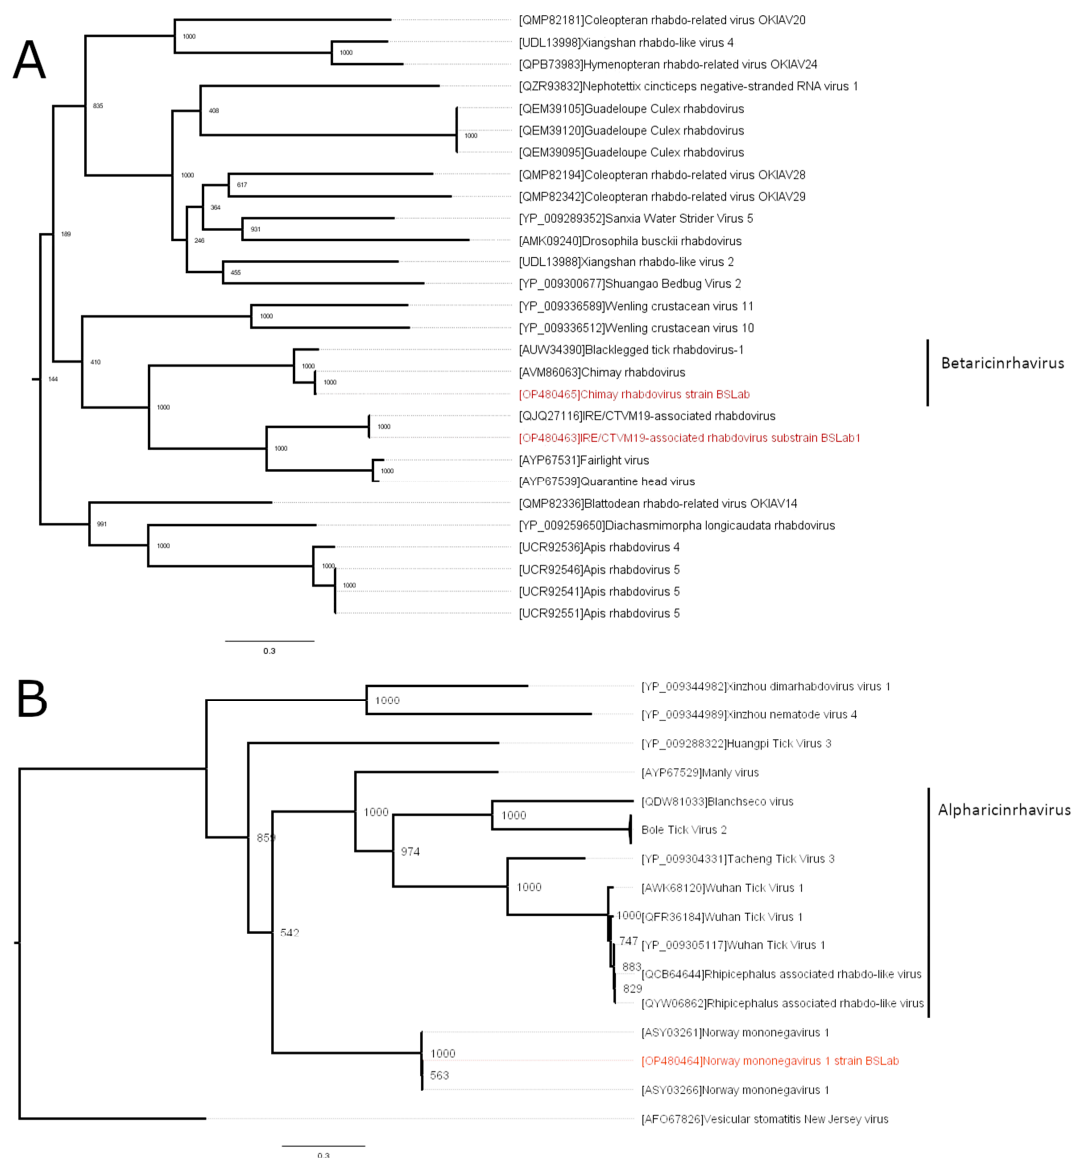 A
[QMP82181]Coleopteran rhabdo-related virus OKIAV20
1000
[UDL13998]Xiangshan rhabdo-like virus 4
1000
[QPB73983]Hymenopteran rhabdo-related virus OKIAV24
[QZR93832]Nephotettix cincticeps negative-stranded RNA virus 1
835
408
[QEM39105]Guadeloupe Culex rhabdovirus
1000
[QEM39120]Guadeloupe Culex rhabdovirus
[QEM39095]Guadeloupe Culex rhabdovirus
1000
[QMP82194]Coleopteran rhabdo-related virus OKIAV28
617
[QMP82342]Coleopteran rhabdo-related virus OKIAV29
364
[YP_009289352]Sanxia Water Strider Virus 5
931
189
246
[AMK09240]Drosophila busckii rhabdovirus
[UDL13988]Xiangshan rhabdo-like virus 2
455
[YP_009300677]Shuangao Bedbug Virus 2
[YP_009336589]Wenling crustacean virus 11
1000
[YP_009336512]Wenling crustacean virus 10
[AUW34390]Blacklegged tick rhabdovirus-1
410
1000
Betaricinrhavirus
144
[AVM86063]Chimay rhabdovirus
1000
[OP480465]Chimay rhabdovirus strain BSLab
1000
[QJQ27116]IRE/CTVM19-associated rhabdovirus
1000
[OP480463]IRE/CTVM19-associated rhabdovirus substrain BSLab1
1000
[AYP67531]Fairlight virus
1000
[AYP67539]Quarantine head virus
[QMP82336]Blattodean rhabdo-related virus OKIAV14
991
[YP_009259650]Diachasmimorpha longicaudata rhabdovirus
1000
[UCR92536]Apis rhabdovirus 4
1000
[UCR92546]Apis rhabdovirus 5
1000
[UCR92541]Apis rhabdovirus 5
[UCR92551]Apis rhabdovirus 5
0.3
B
[YP_009344982]Xinzhou dimarhabdovirus virus 1
1000
[YP_009344989]Xinzhou nematode virus 4
[YP_009288322]Huangpi Tick Virus 3
[AYP67529]Manly virus
[QDW81033]Blanchseco virus
Alpharicinrhavirus
1000
1000
Bole Tick Virus 2
859
974
[YP_009304331]Tacheng Tick Virus 3
1000
[AWK68120]Wuhan Tick Virus 1
1000
[QFR36184]Wuhan Tick Virus 1
542
747
[YP_009305117]Wuhan Tick Virus 1
883
[QCB64644]Rhipicephalus associated rhabdo-like virus
829
[QYW06862]Rhipicephalus associated rhabdo-like virus
[ASY03261]Norway mononegavirus 1
1000
[OP480464]Norway mononegavirus 1 strain BSLab
563
[ASY03266]Norway mononegavirus 1
[AFO67826]Vesicular stomatitis New Jersey virus
0.3